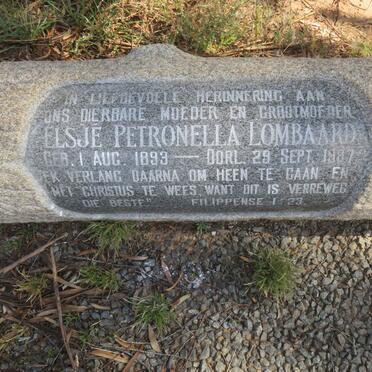 IN LIEFDEVOLLE HERINNERING AAN
ONS DIERBARE MOEDER EN GROOTMOEDER
ELSJE PETRONELLA LOMBAARD
GEB. 1 AUG. 1893 — OORL. 29 SEPT. 1987
"EK VERLANG DAARNA OM HEEN TE GAAN EN
MET CHRISTUS TE WEES, WANT DIT IS VERREWEG
DIE BESTE." FILIPPENSE 1:23.